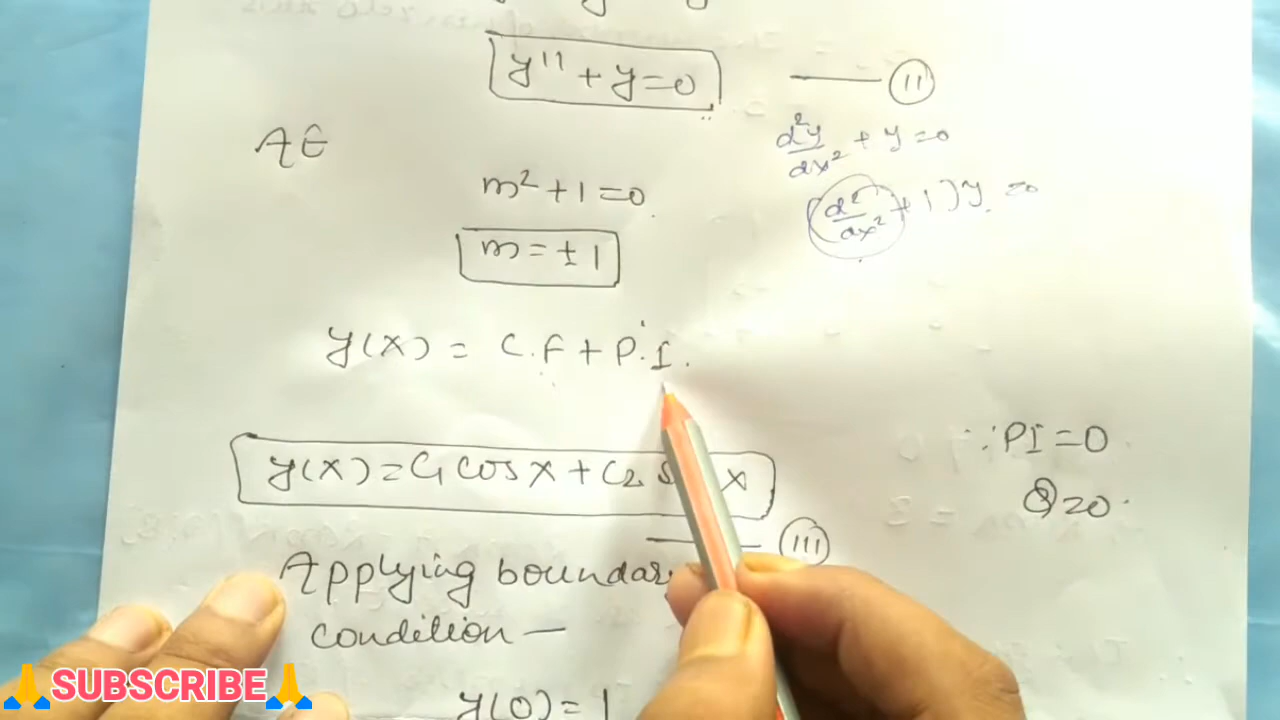 y'' + y = 0 — (II)
d²y/dx² + y = 0
AE
m² + 1 = 0
(d²/dx² + 1) y = 0
m = ± 1
y(x) = C.F + P.I.
∵ PI = 0
y(x) = C₁ cos x + C₂ x
Q = 0
— (III)
Applying
condition —
y(0) = 1
🙏SUBSCRIBE🙏